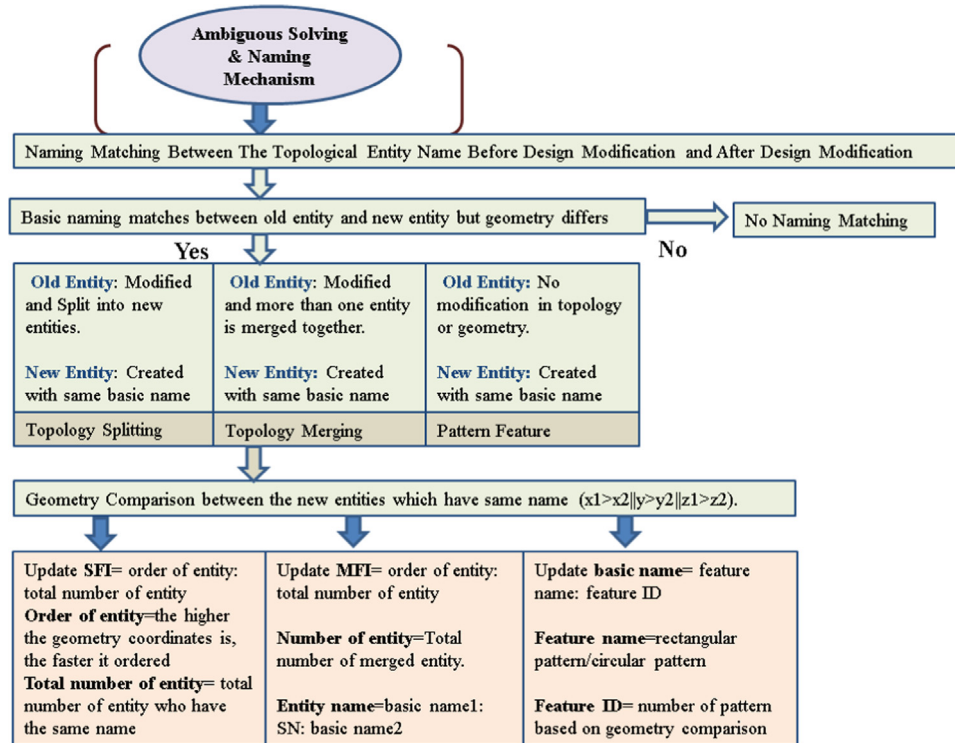 Ambiguous Solving
& Naming
Mechanism
Naming Matching Between The Topological Entity Name Before Design Modification and After Design Modification
Basic naming matches between old entity and new entity but geometry differs
No Naming Matching
Yes
No
Old Entity: Modified
and Split into new
entities.
New Entity: Created
with same basic name
Topology Splitting
Old Entity: Modified
and more than one entity
is merged together.
New Entity: Created
with same basic name
Topology Merging
Old Entity: No
modification in topology
or geometry.
New Entity: Created
with same basic name
Pattern Feature
Geometry Comparison between the new entities which have same name (x1>x2||y>y2||z1>z2).
Update SFI= order of entity:
total number of entity
Order of entity=the higher
the geometry coordinates is,
the faster it ordered
Total number of entity= total
number of entity who have
the same name
Update MFI= order of entity:
total number of entity
Number of entity=Total
number of merged entity.
Entity name=basic name1:
SN: basic name2
Update basic name= feature
name: feature ID
Feature name=rectangular
pattern/circular pattern
Feature ID= number of pattern
based on geometry comparison